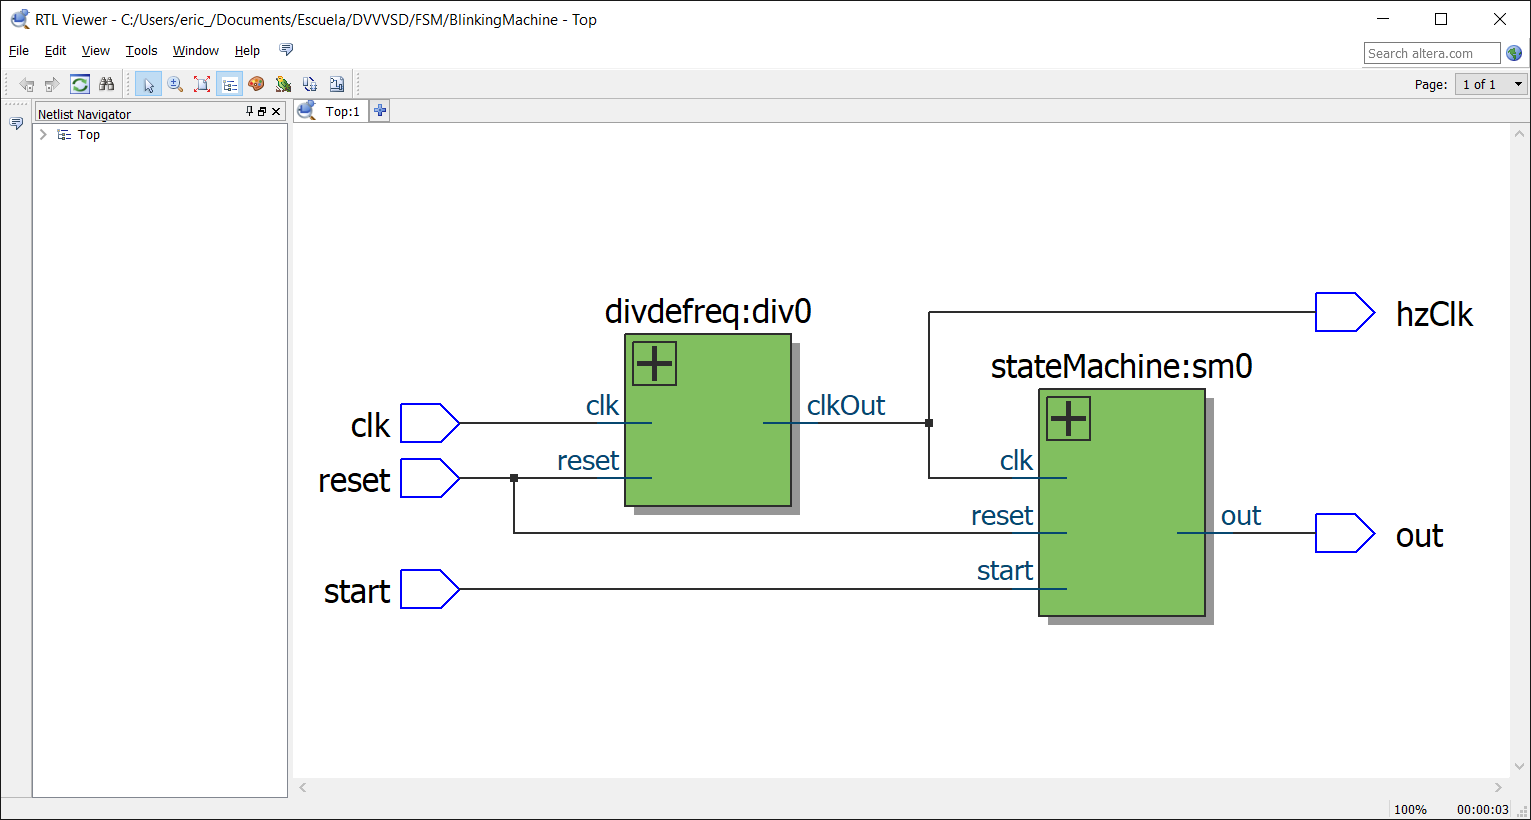 RTL Viewer - C:/Users/eric_/Documents/Escuela/DVVVSD/FSM/BlinkingMachine - Top
File Edit View Tools Window Help
Search altera.com
Page: 1 of 1
Netlist Navigator
Top:1
Top
divdefreq:div0
hzClk
stateMachine:sm0
clk
clk
clkOut
reset
reset
clk
reset
out
out
start
start
100% 00:00:03